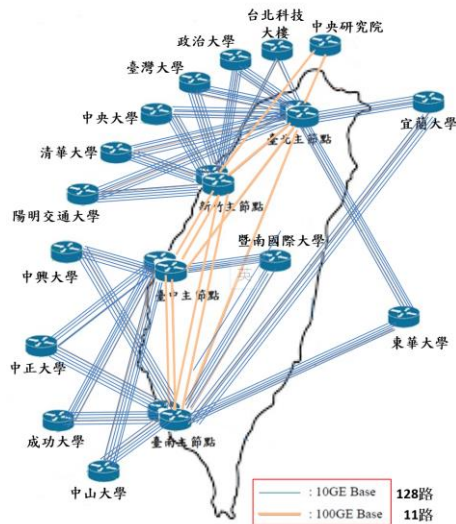 台北科技
大樓
中央研究院
政治大學
臺灣大學
中央大學
清華大學
陽明交通大學
臺北主節點
宜蘭大學
新竹主節點
中興大學
暨南國際大學
臺中主節點
英
中正大學
東華大學
成功大學
臺南主節點
中山大學
: 10GE Base 128路
: 100GE Base 11路